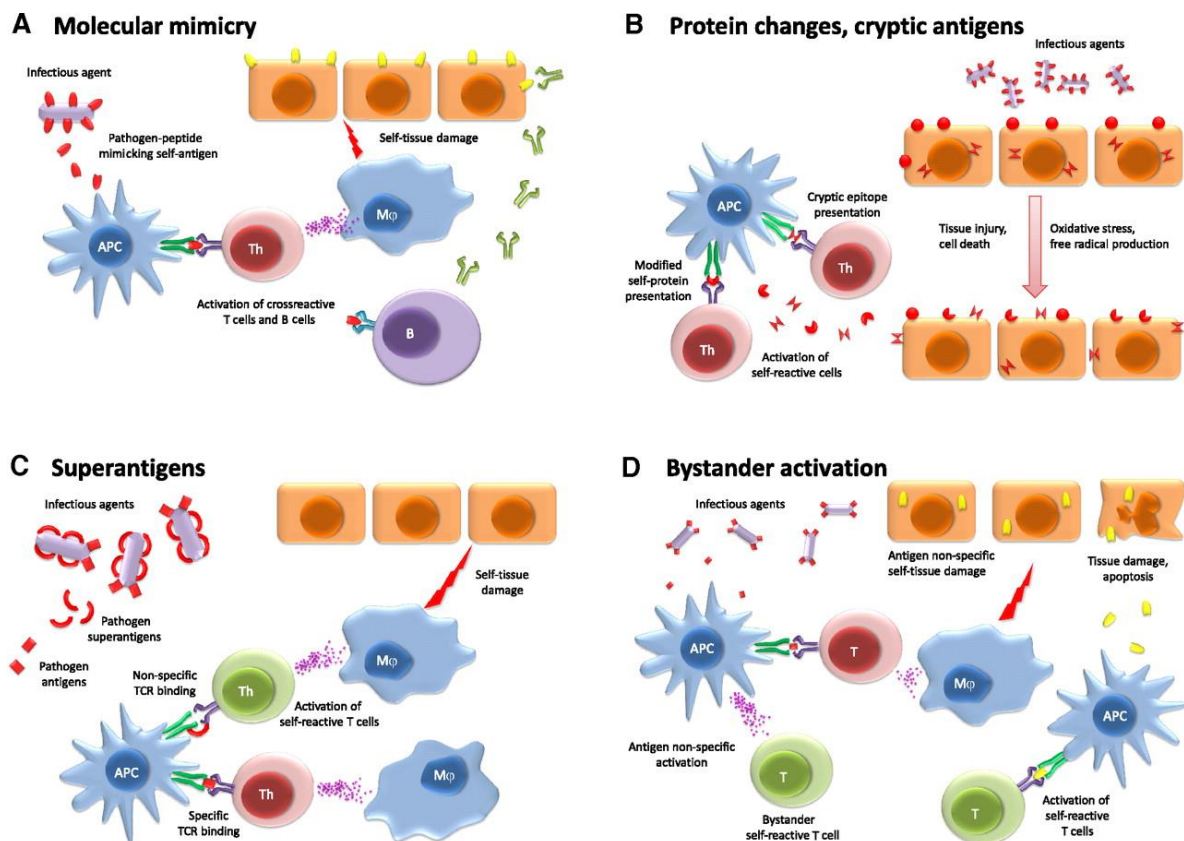 A Molecular mimicry
Infectious agent
Pathogen-peptide
mimicking self-antigen
Self-tissue damage
APC
Th
Mφ
Activation of crossreactive
T cells and B cells
B
B Protein changes, cryptic antigens
Infectious agents
APC
Cryptic epitope
presentation
Th
Modified
self-protein
presentation
Th
Activation of
self-reactive cells
Tissue injury,
cell death
Oxidative stress,
free radical production
C Superantigens
Infectious agents
Pathogen
superantigens
Pathogen
antigens
Self-tissue
damage
Mφ
Non-specific
TCR binding
Th
Activation of
self-reactive T cells
APC
Th
Mφ
Specific
TCR binding
D Bystander activation
Infectious agents
Antigen non-specific
self-tissue damage
Tissue damage,
apoptosis
APC
T
Mφ
APC
Antigen non-specific
activation
T
Bystander
self-reactive T cell
T
Activation of
self-reactive
T cells